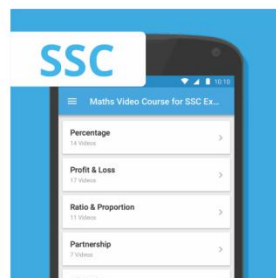 SSC
10:10
Maths Video Course for SSC Ex...
Percentage
14 Videos
Profit & Loss
17 Videos
Ratio & Proportion
11 Videos
Partnership
7 Videos